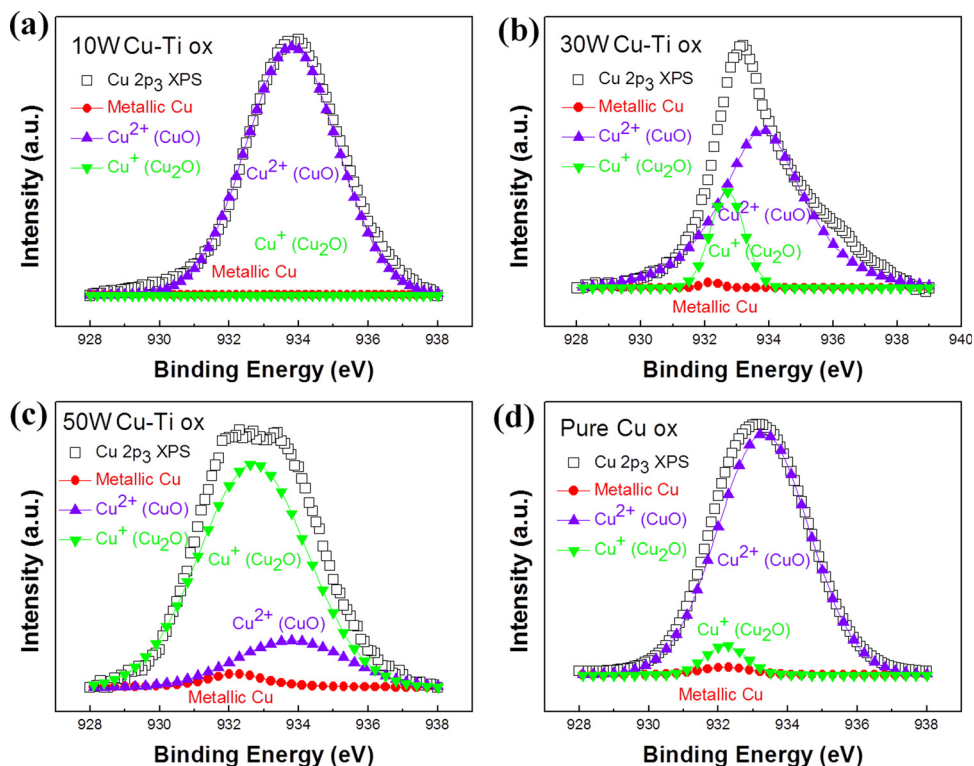 (a)
10W Cu-Ti ox
Cu 2p3 XPS
Metallic Cu
Cu2+ (CuO)
Cu+ (Cu2O)
Cu2+ (CuO)
Cu+ (Cu2O)
Metallic Cu
Intensity (a.u.)
928 930 932 934 936 938
Binding Energy (eV)
(b)
30W Cu-Ti ox
Cu 2p3 XPS
Metallic Cu
Cu2+ (CuO)
Cu+ (Cu2O)
Cu2+ (CuO)
Cu+ (Cu2O)
Metallic Cu
Intensity (a.u.)
928 930 932 934 936 938 940
Binding Energy (eV)
(c)
50W Cu-Ti ox
Cu 2p3 XPS
Metallic Cu
Cu2+ (CuO)
Cu+ (Cu2O)
Cu+ (Cu2O)
Cu2+ (CuO)
Metallic Cu
Intensity (a.u.)
928 930 932 934 936 938
Binding Energy (eV)
(d)
Pure Cu ox
Cu 2p3 XPS
Metallic Cu
Cu2+ (CuO)
Cu+ (Cu2O)
Cu2+ (CuO)
Cu+ (Cu2O)
Metallic Cu
Intensity (a.u.)
928 930 932 934 936 938
Binding Energy (eV)